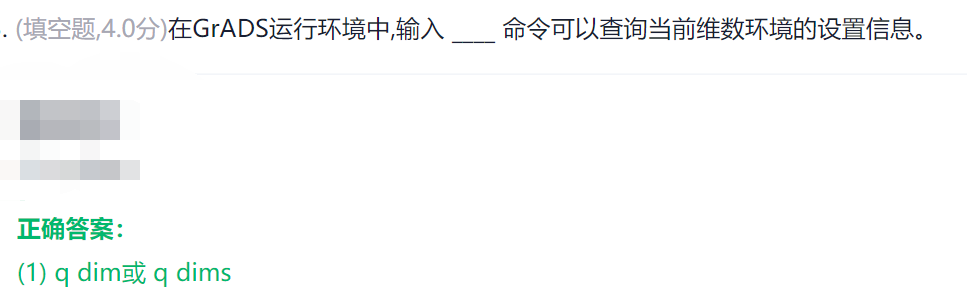 . (填空题,4.0分)在GrADS运行环境中,输入 ____ 命令可以查询当前维数环境的设置信息。
正确答案：
(1) q dim或 q dims